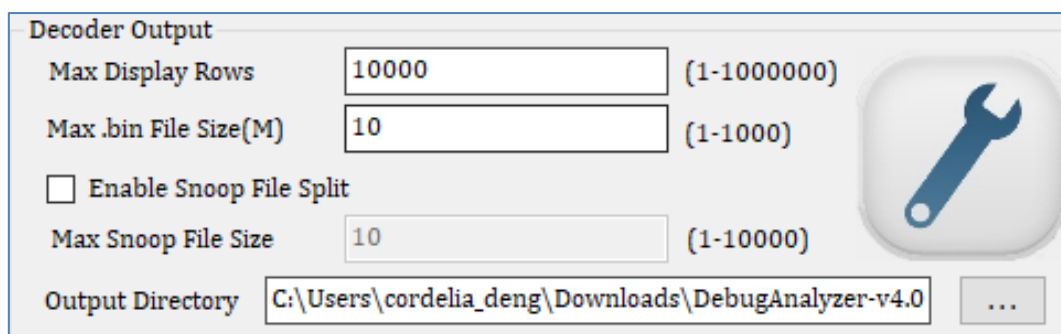 Decoder Output
Max Display Rows 10000 (1-1000000)
Max .bin File Size(M) 10 (1-1000)
Enable Snoop File Split
Max Snoop File Size 10 (1-10000)
Output Directory C:\Users\cordelia_deng\Downloads\DebugAnalyzer-v4.0 ...